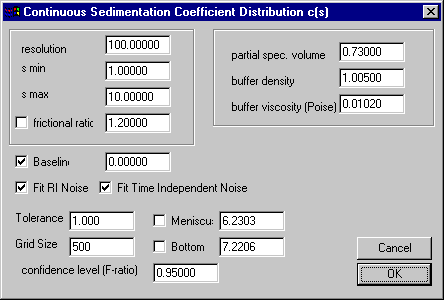 Continuous Sedimentation Coefficient Distribution c(s)
resolution 100.00000
s min 1.00000
s max 10.00000
frictional ratio 1.20000
partial spec. volume 0.73000
buffer density 1.00500
buffer viscosity (Poise) 0.01020
Baseline 0.00000
Fit RI Noise Fit Time Independent Noise
Tolerance 1.000 Meniscu: 6.2303
Grid Size 500 Bottom 7.2206
confidence level (F-ratio) 0.95000
Cancel
OK